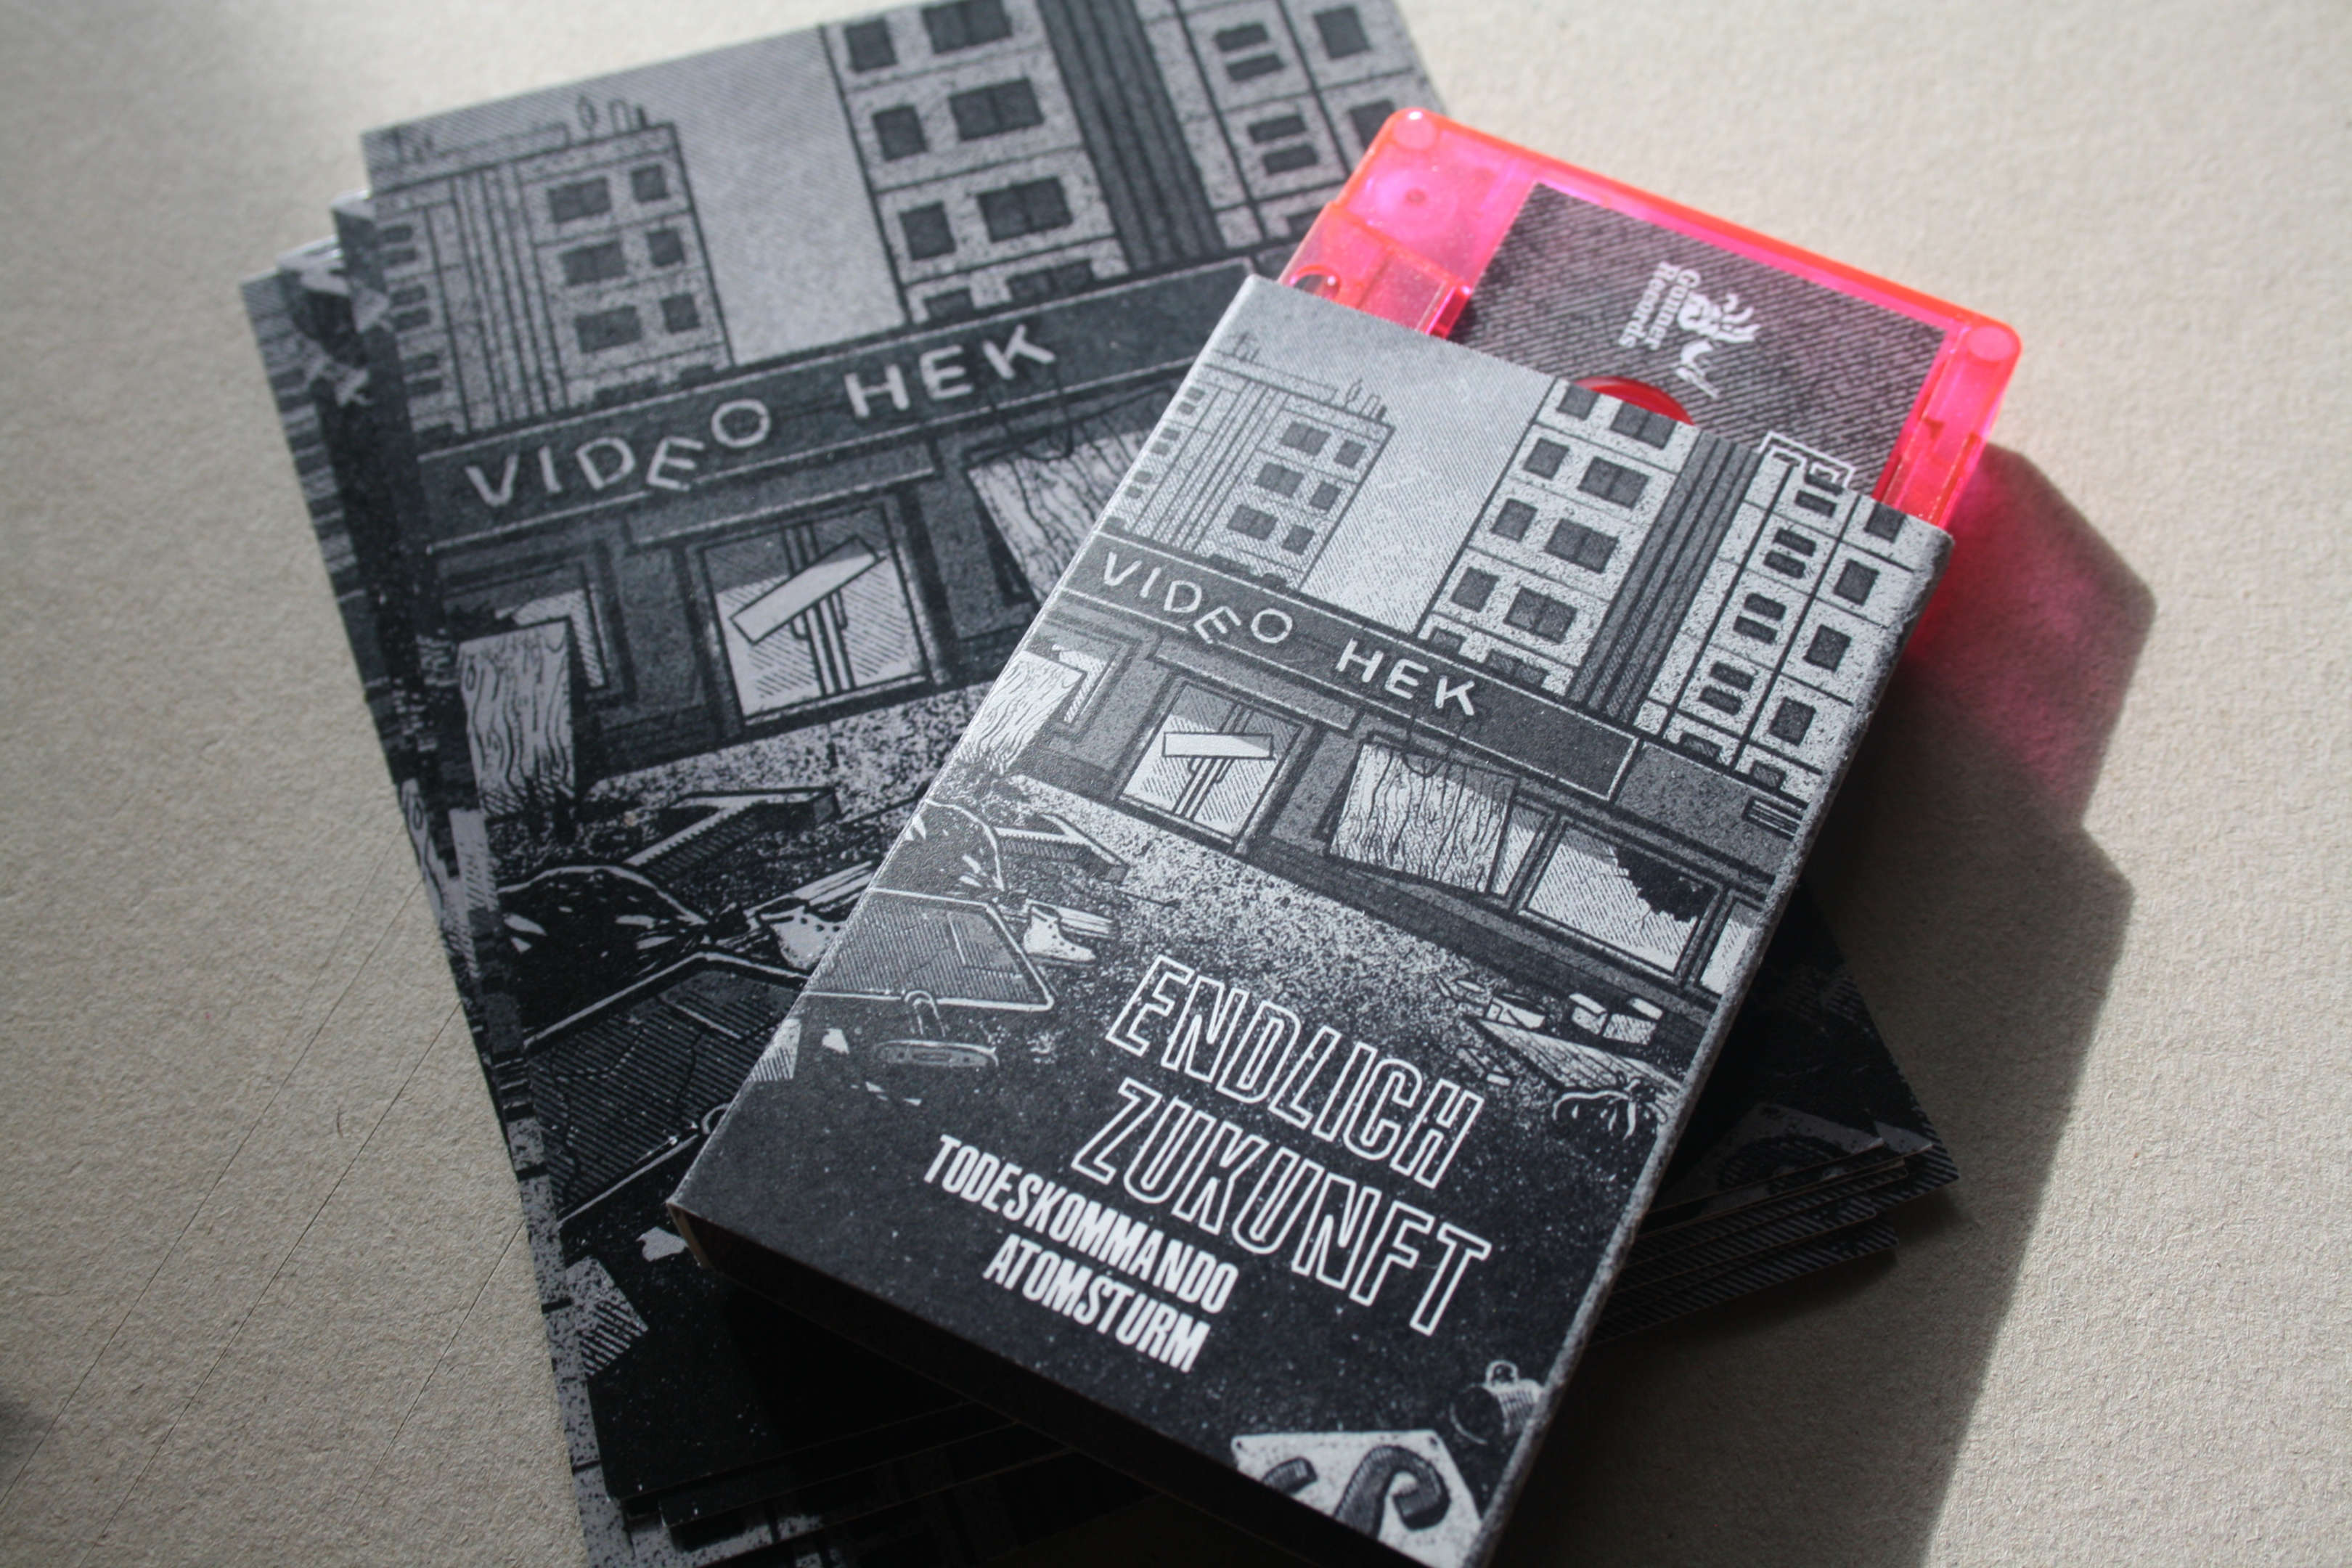 VIDEO HEK
Gunner
Records
VIDEO HEK
ENDLICH
ZUKUNFT
TODESKOMMANDO
ATOMSTURM